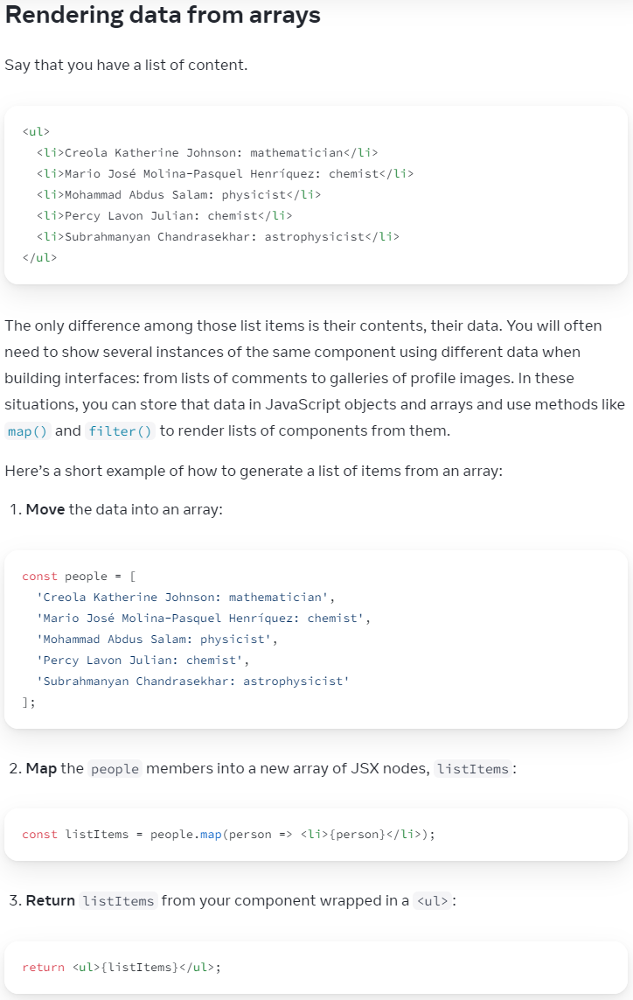 Rendering data from arrays
Say that you have a list of content.
<ul>
  <li>Creola Katherine Johnson: mathematician</li>
  <li>Mario José Molina-Pasquel Henríquez: chemist</li>
  <li>Mohammad Abdus Salam: physicist</li>
  <li>Percy Lavon Julian: chemist</li>
  <li>Subrahmanyan Chandrasekhar: astrophysicist</li>
</ul>
The only difference among those list items is their contents, their data. You will often
need to show several instances of the same component using different data when
building interfaces: from lists of comments to galleries of profile images. In these
situations, you can store that data in JavaScript objects and arrays and use methods like
map() and filter() to render lists of components from them.
Here’s a short example of how to generate a list of items from an array:
1. Move the data into an array:
const people = [
  'Creola Katherine Johnson: mathematician',
  'Mario José Molina-Pasquel Henríquez: chemist',
  'Mohammad Abdus Salam: physicist',
  'Percy Lavon Julian: chemist',
  'Subrahmanyan Chandrasekhar: astrophysicist'
];
2. Map the people members into a new array of JSX nodes, listItems:
const listItems = people.map(person => <li>{person}</li>);
3. Return listItems from your component wrapped in a <ul>:
return <ul>{listItems}</ul>;